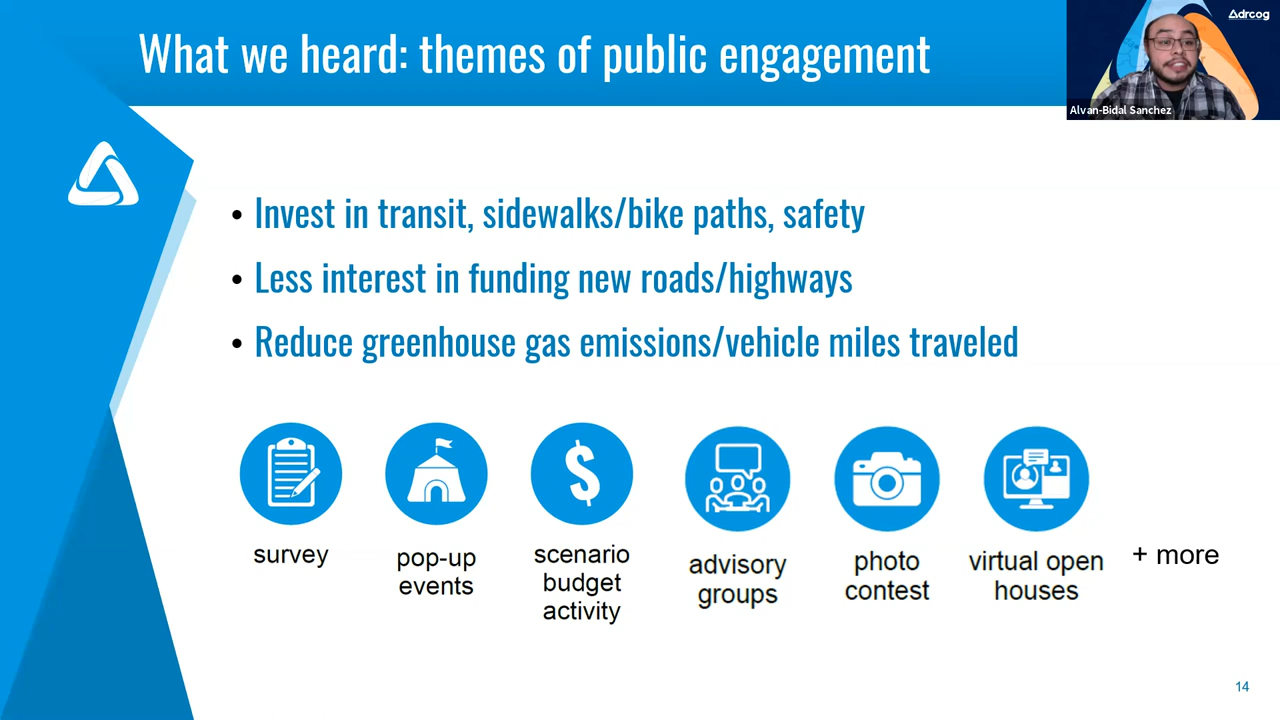 What we heard: themes of public engagement
drcog
Alvan-Bidal Sanchez
• Invest in transit, sidewalks/bike paths, safety
• Less interest in funding new roads/highways
• Reduce greenhouse gas emissions/vehicle miles traveled
survey
pop-up
events
scenario
budget
activity
advisory
groups
photo
contest
virtual open
houses
+ more
14